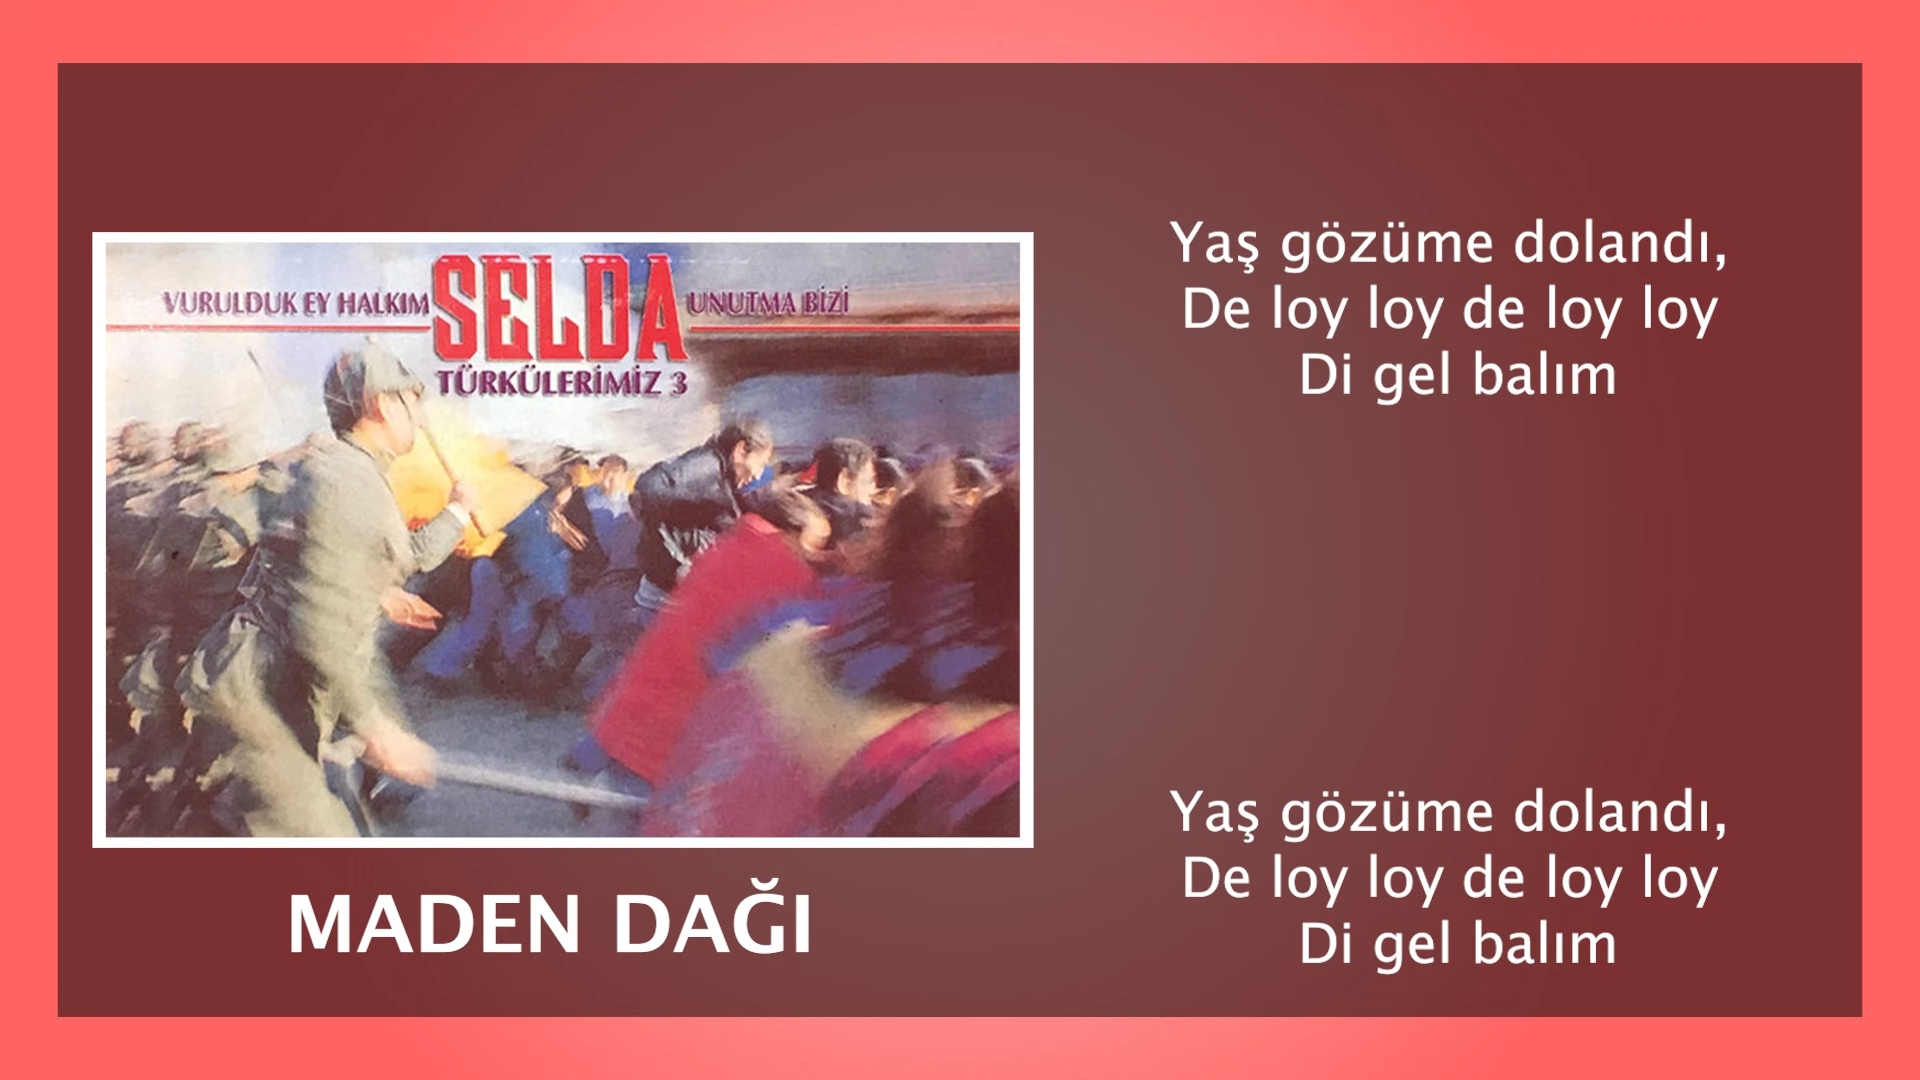 VURULDUK EY HALKIM SELDA UNUTMA BİZİ
TÜRKÜLERİMİZ 3
MADEN DAĞI
Yaş gözüme dolandı,
De loy loy de loy loy
Di gel balım
Yaş gözüme dolandı,
De loy loy de loy loy
Di gel balım